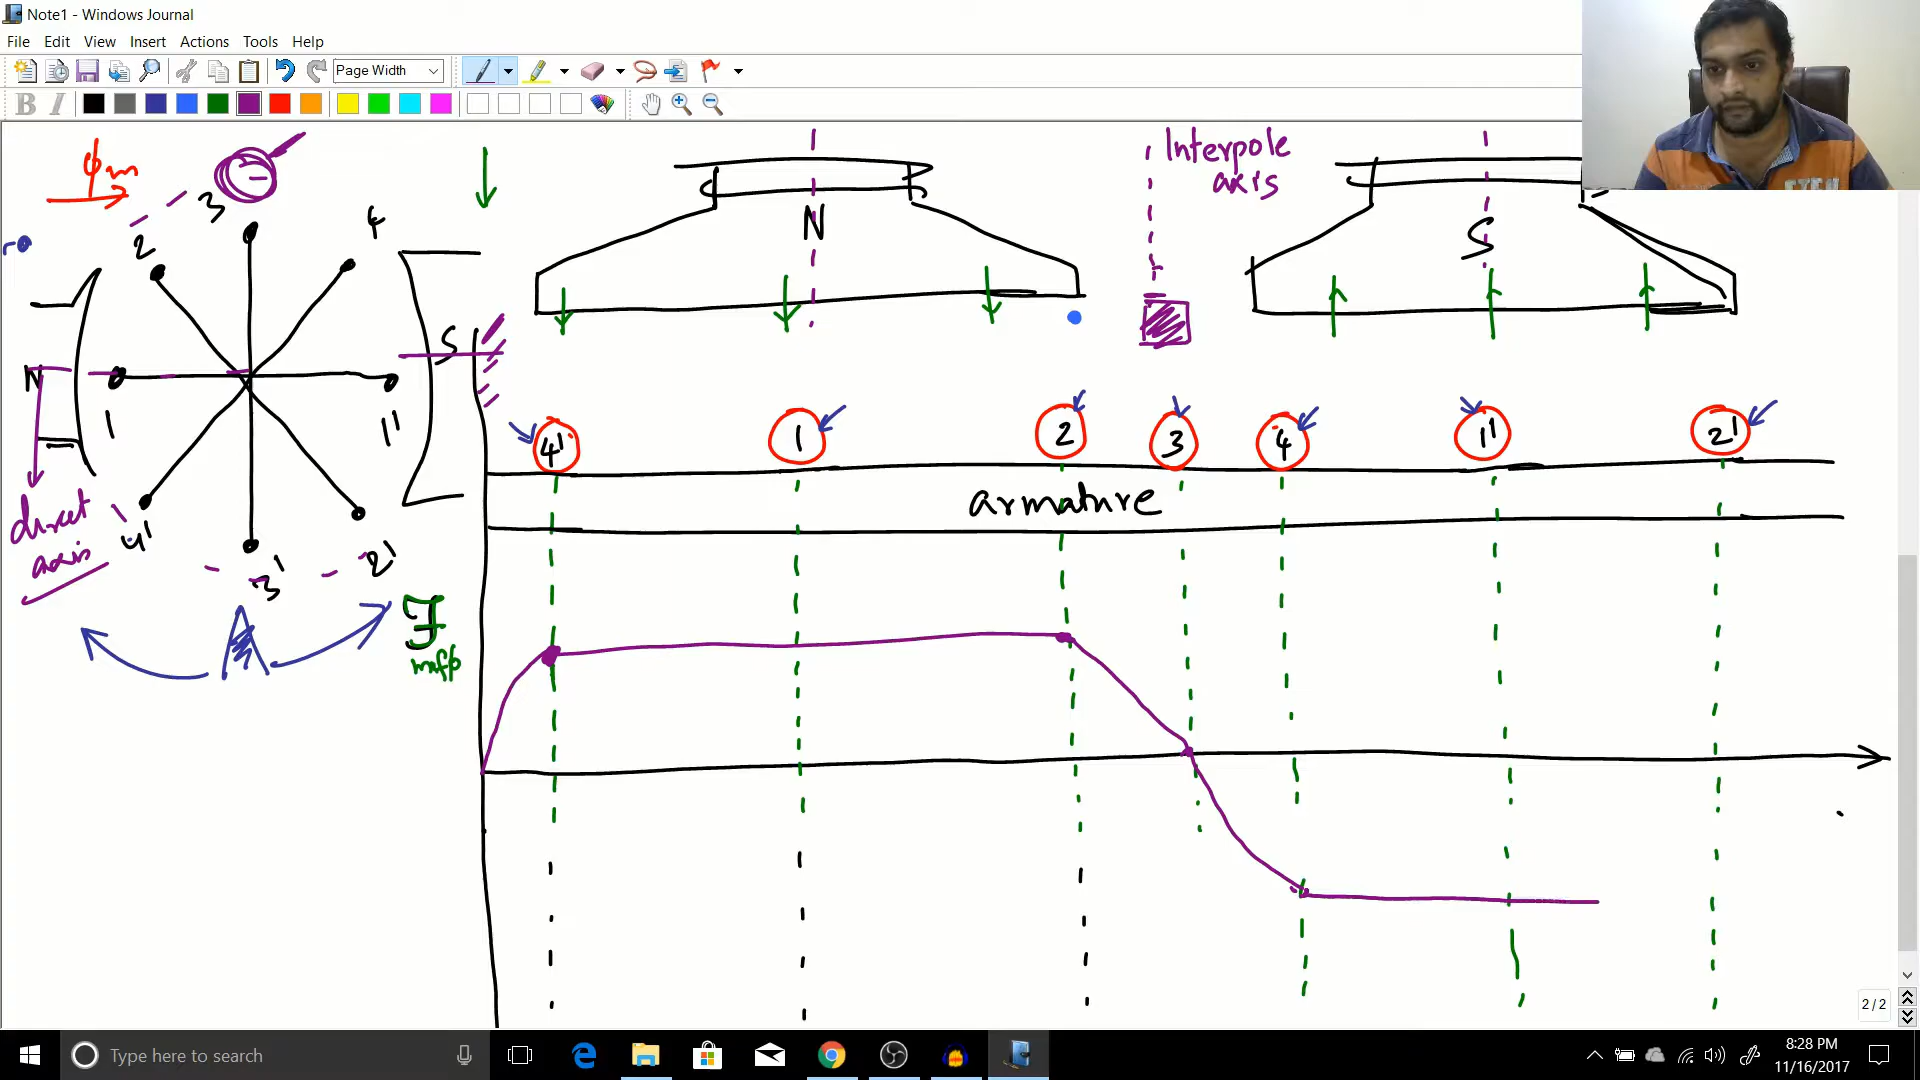 Note1 - Windows Journal
File Edit View Insert Actions Tools Help
Page Width
B I
ϕm
3
2
4
N
1
1'
S
4'
3'
2'
direct
axis
N
Interpole
axis
S
4' 1 2 3 4 1' 2'
armature
F
mffp
2 / 2
Type here to search
8:28 PM
11/16/2017